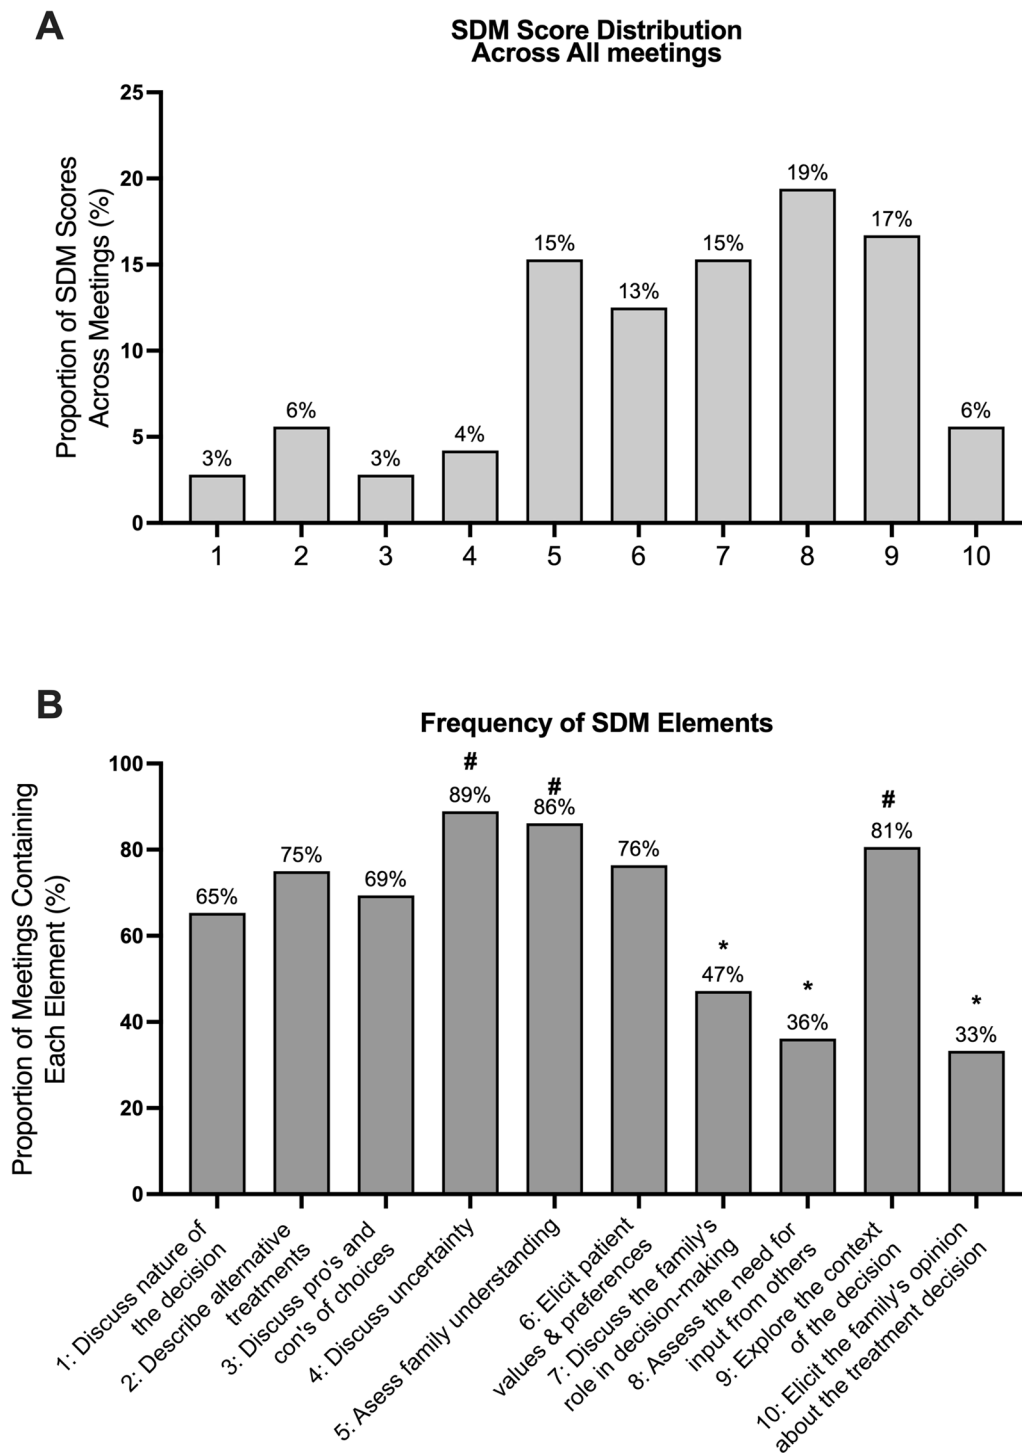 A
SDM Score Distribution
Across All meetings
Proportion of SDM Scores
Across Meetings (%)
25
20
15
10
5
0
3%
6%
3%
4%
15%
13%
15%
19%
17%
6%
1
2
3
4
5
6
7
8
9
10
B
Frequency of SDM Elements
Proportion of Meetings Containing
Each Element (%)
100
80
60
40
20
0
65%
75%
69%
#
89%
#
86%
76%
*
47%
*
36%
#
81%
*
33%
1: Discuss nature of
the decision
2: Describe alternative
treatments
3: Discuss pro's and
con's of choices
4: Discuss uncertainty
5: Asess family understanding
6: Elicit patient
values & preferences
7: Discuss the family's
role in decision-making
8: Assess the need for
input from others
9: Explore the context
of the decision
10: Elicit the family's opinion
about the treatment decision